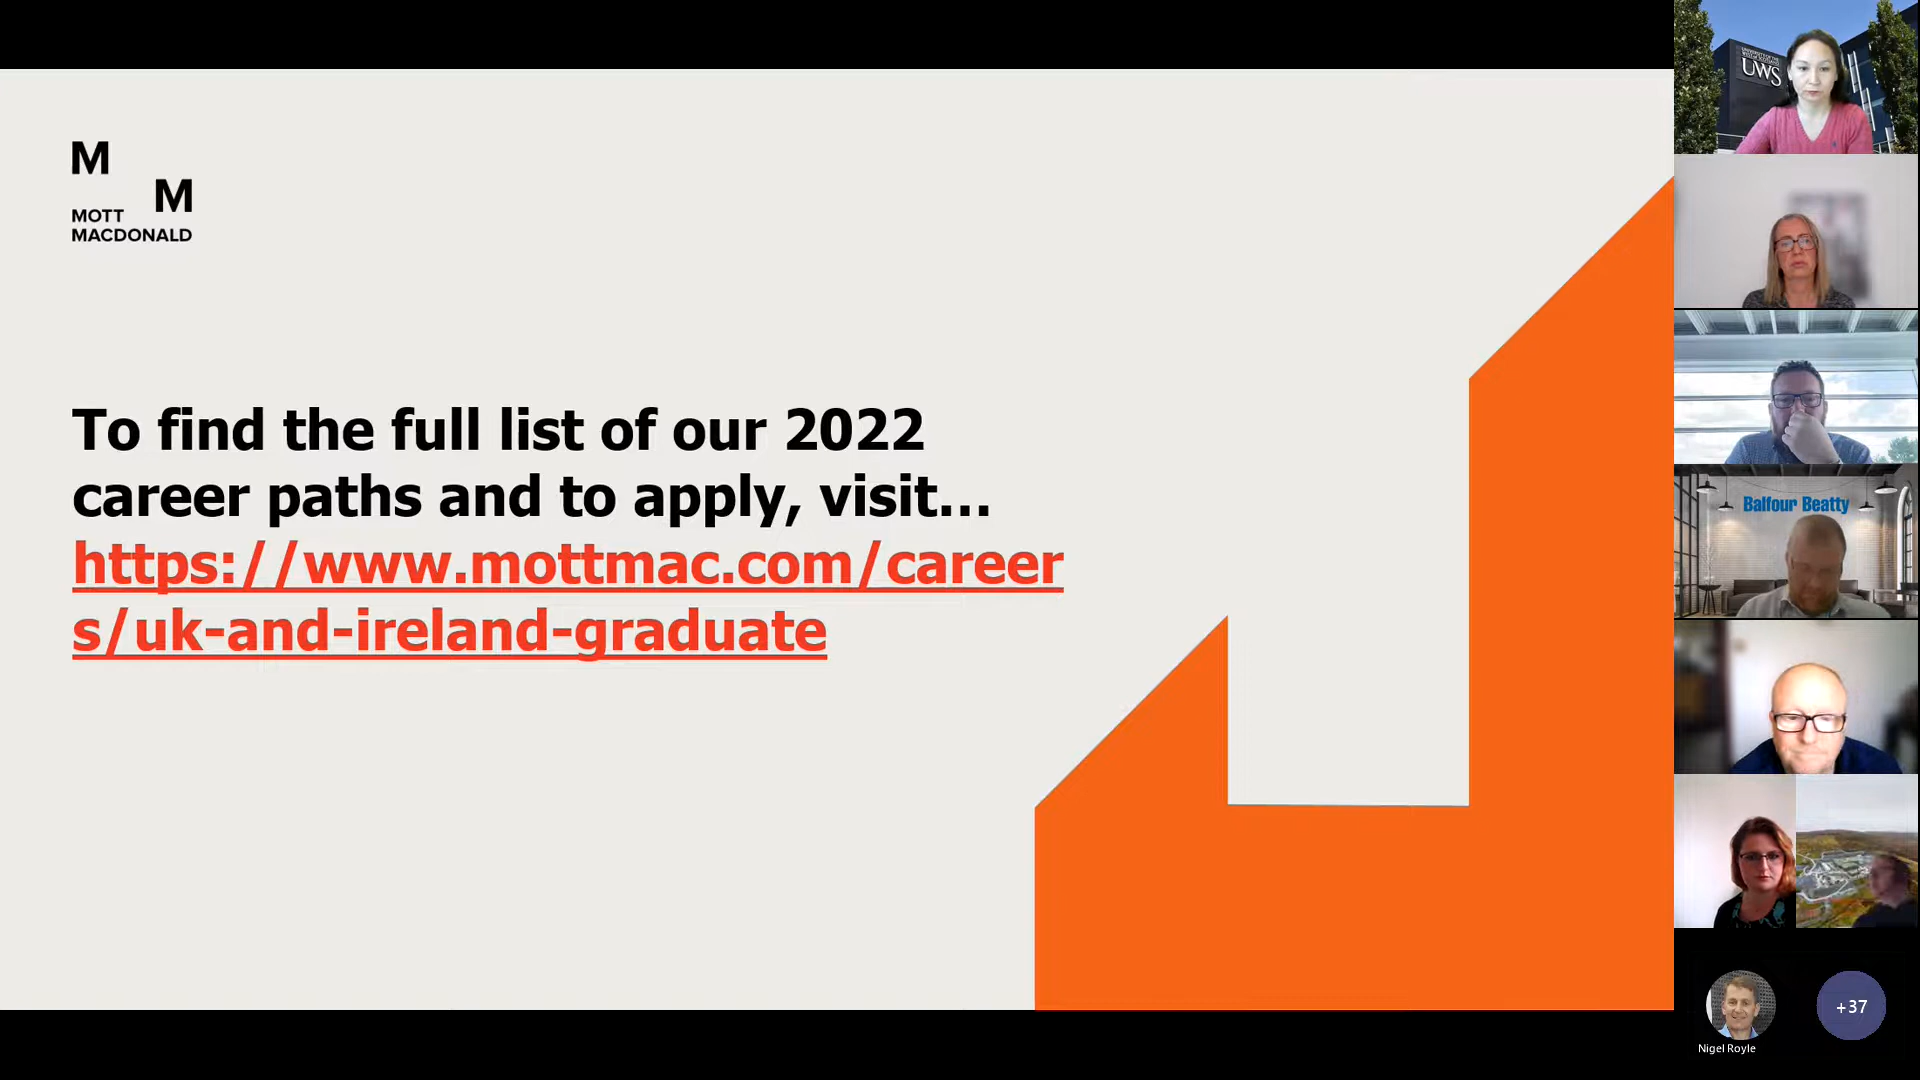 M
M
MOTT
MACDONALD
To find the full list of our 2022
career paths and to apply, visit...
https://www.mottmac.com/career
s/uk-and-ireland-graduate
UWS
Balfour Beatty
Nigel Royle
+37